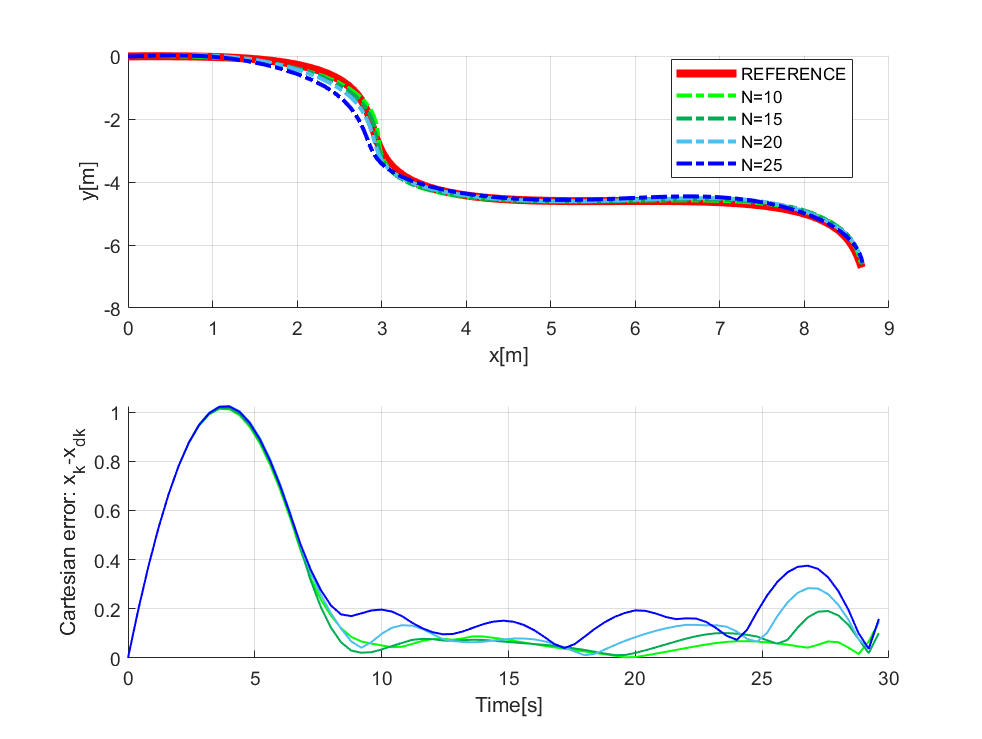 0
-2
-4
-6
-8
y[m]
REFERENCE
N=10
N=15
N=20
N=25
0 1 2 3 4 5 6 7 8 9
x[m]
1
0.8
0.6
0.4
0.2
0
Cartesian error: x_k-x_dk
0 5 10 15 20 25 30
Time[s]